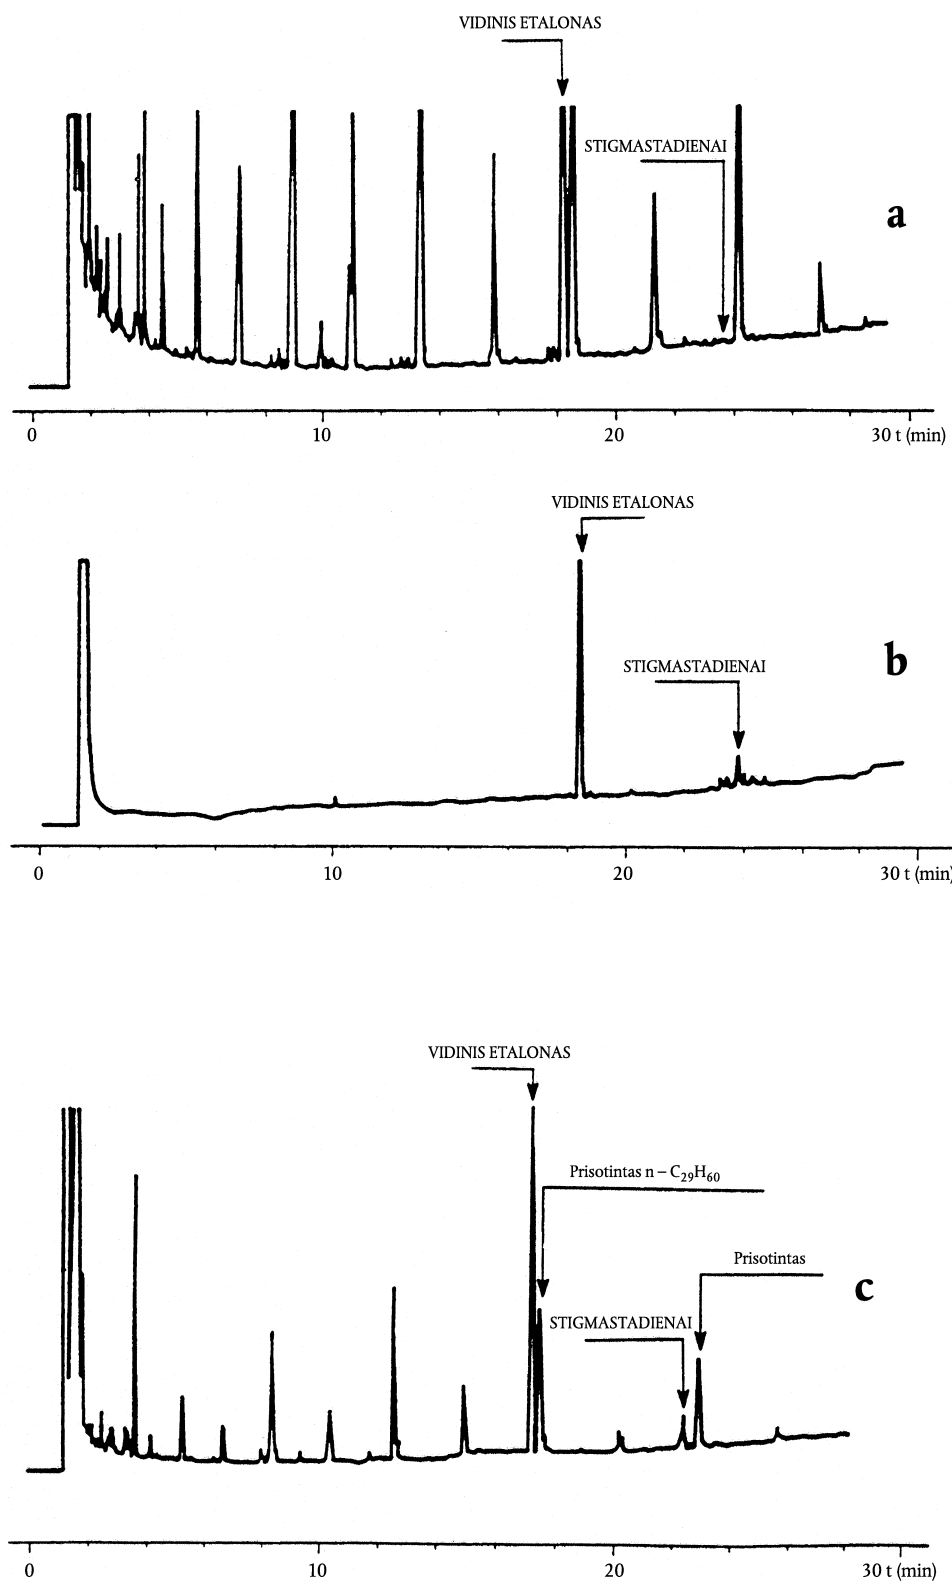 VIDINIS ETALONAS
STIGMASTADIENAI
a
0 10 20 30 t (min)
VIDINIS ETALONAS
STIGMASTADIENAI
b
0 10 20 30 t (min)
VIDINIS ETALONAS
Prisotintas n – C₂₉H₆₀
Prisotintas
c
STIGMASTADIENAI
0 10 20 30 t (min)